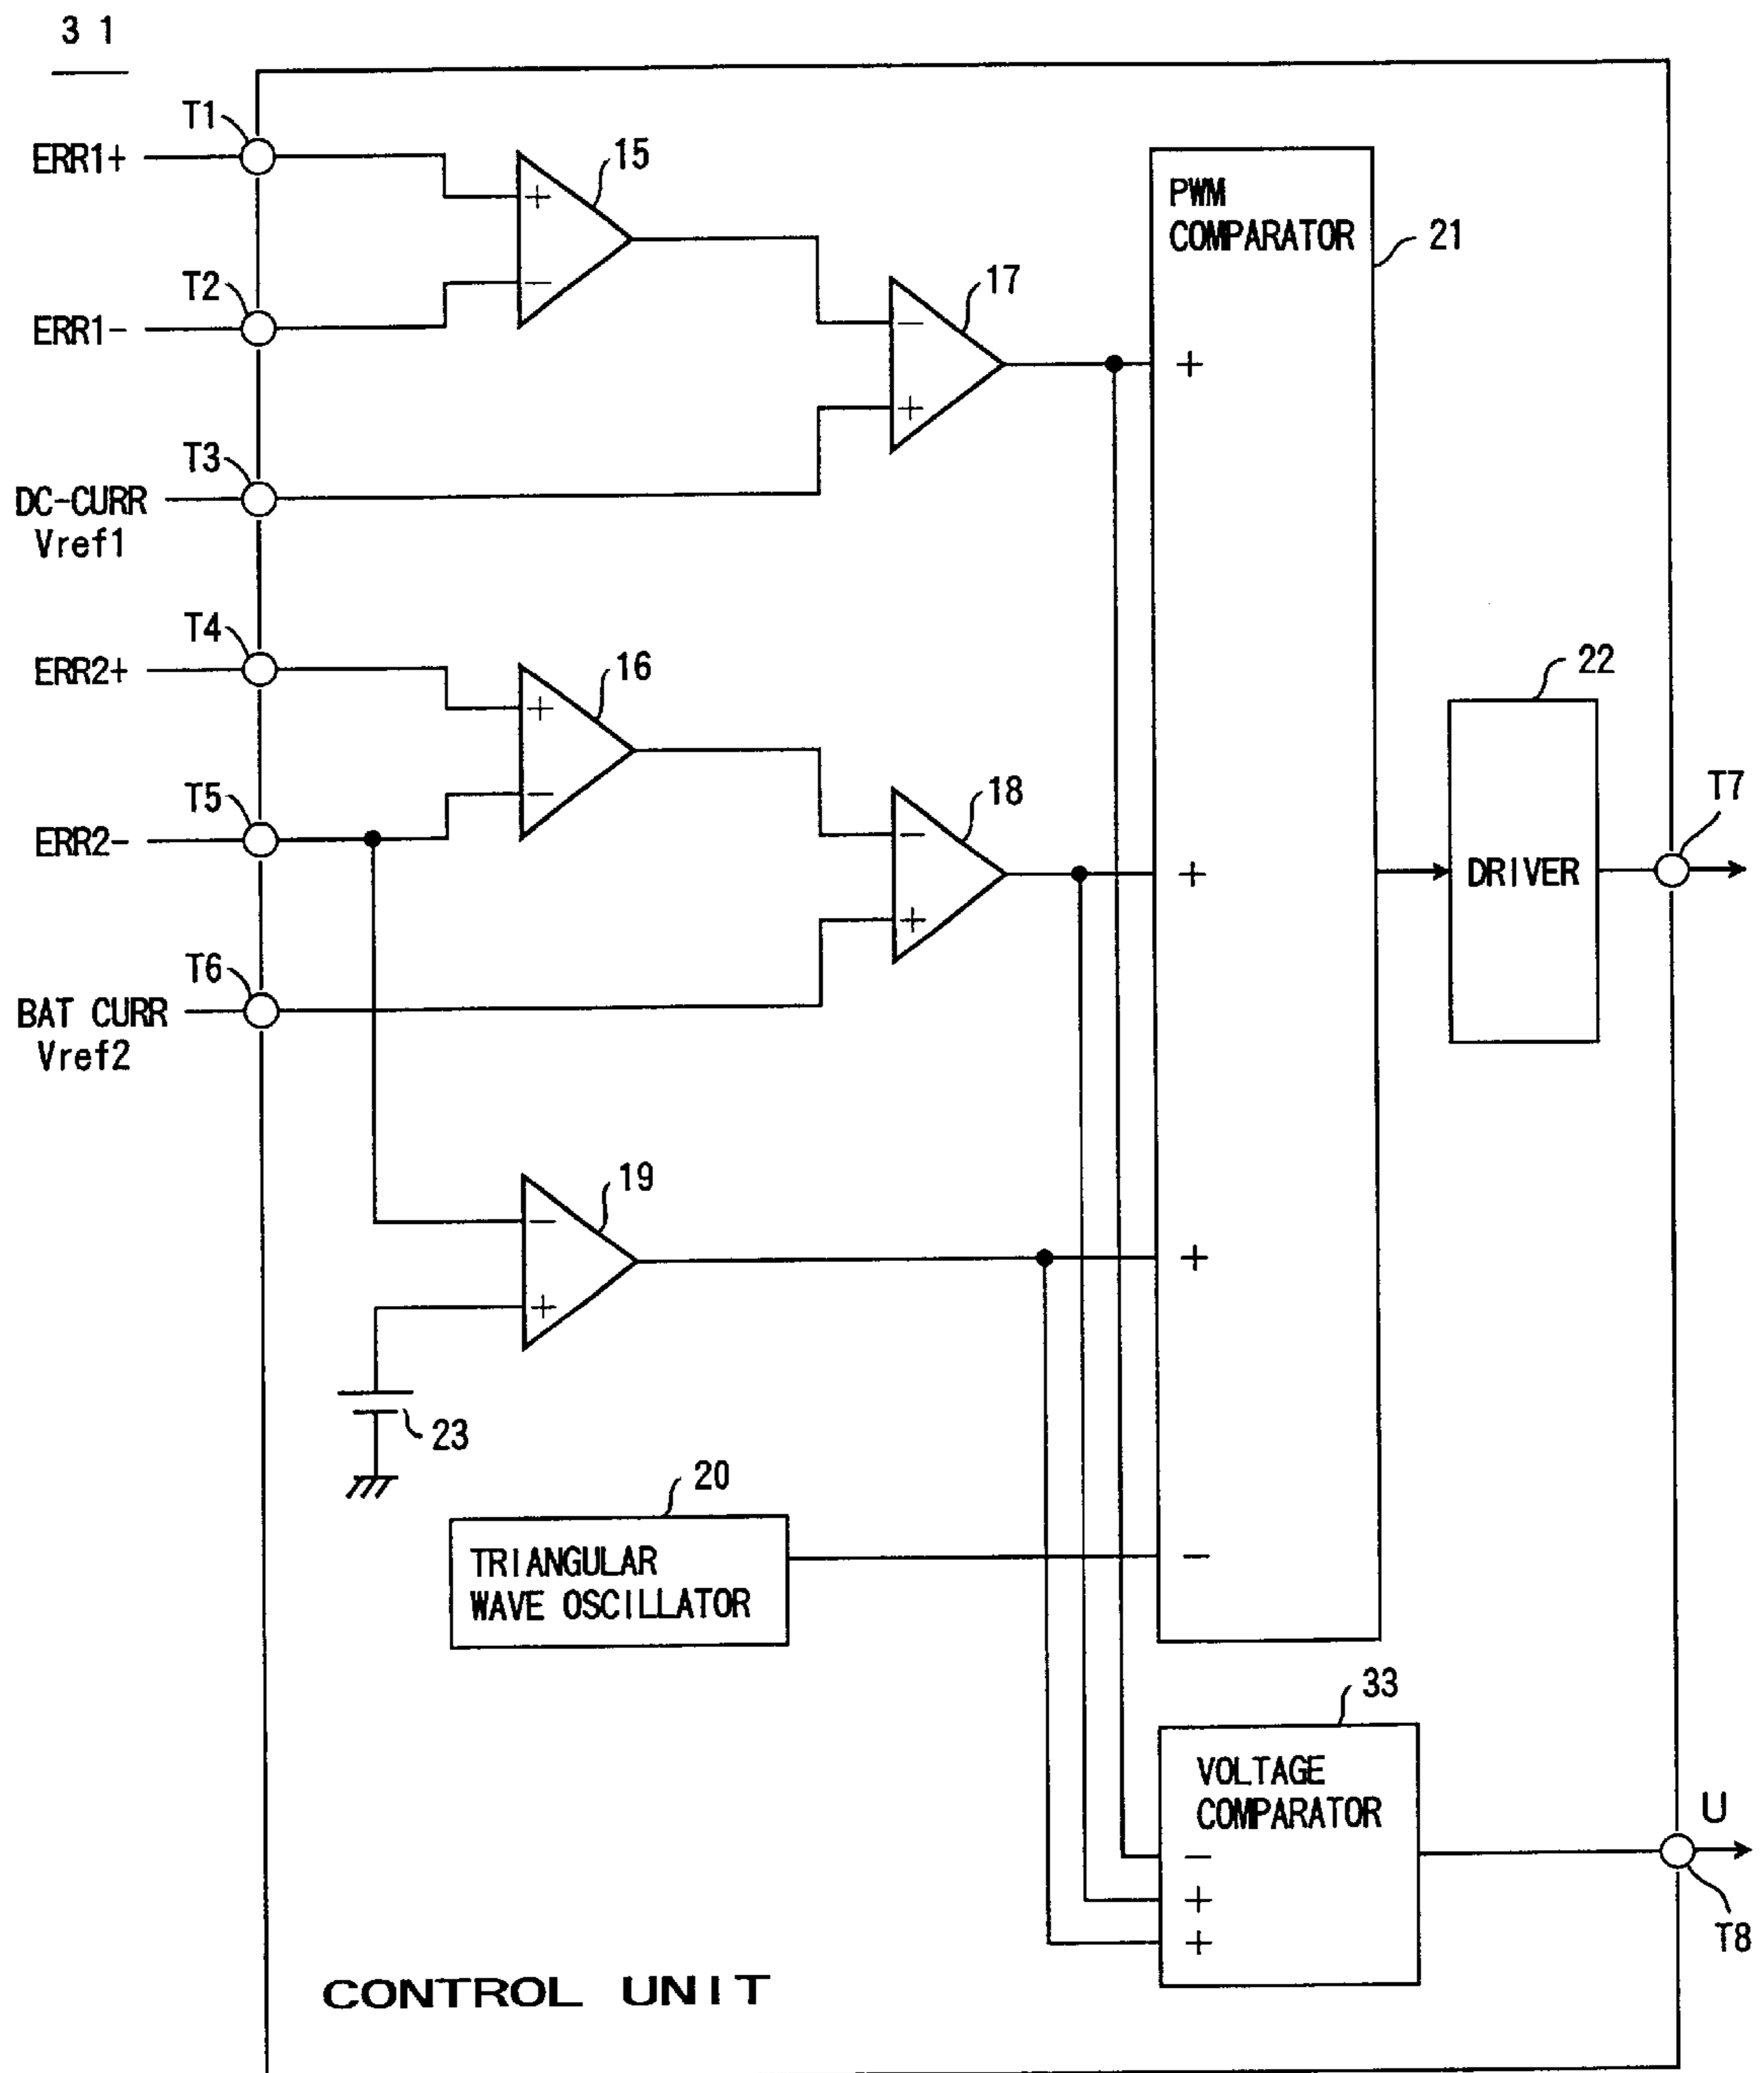 3 1
T1
ERR1+
15
PWM
COMPARATOR
21
+
T2
ERR1-
−
17
−
+
+
T3
DC-CURR
Vref1
T4
ERR2+
16
+
22
T5
ERR2-
−
18
−
+
DRIVER
T7
+
T6
BAT CURR
Vref2
19
−
+
+
23
20
TRIANGULAR
WAVE OSCILLATOR
−
33
VOLTAGE
COMPARATOR
U
−
+
+
T8
CONTROL UNIT